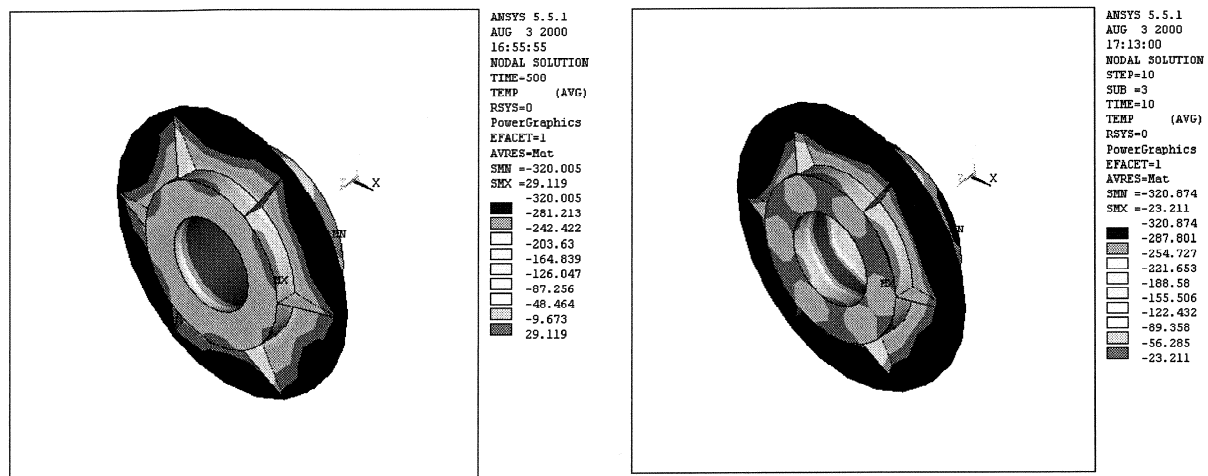 ANSYS 5.5.1
AUG 3 2000
16:55:55
NODAL SOLUTION
TIME=500
TEMP (AVG)
RSYS=0
PowerGraphics
EFACET=1
AVRES=Mat
SMN =-320.005
SMX =29.119
-320.005
-281.213
-242.422
-203.63
-164.839
-126.047
-87.256
-48.464
-9.673
29.119
X
MN
MX
ANSYS 5.5.1
AUG 3 2000
17:13:00
NODAL SOLUTION
STEP=10
SUB =3
TIME=10
TEMP (AVG)
RSYS=0
PowerGraphics
EFACET=1
AVRES=Mat
SMN =-320.874
SMX =-23.211
-320.874
-287.801
-254.727
-221.653
-188.58
-155.506
-122.432
-89.358
-56.285
-23.211
X
MX